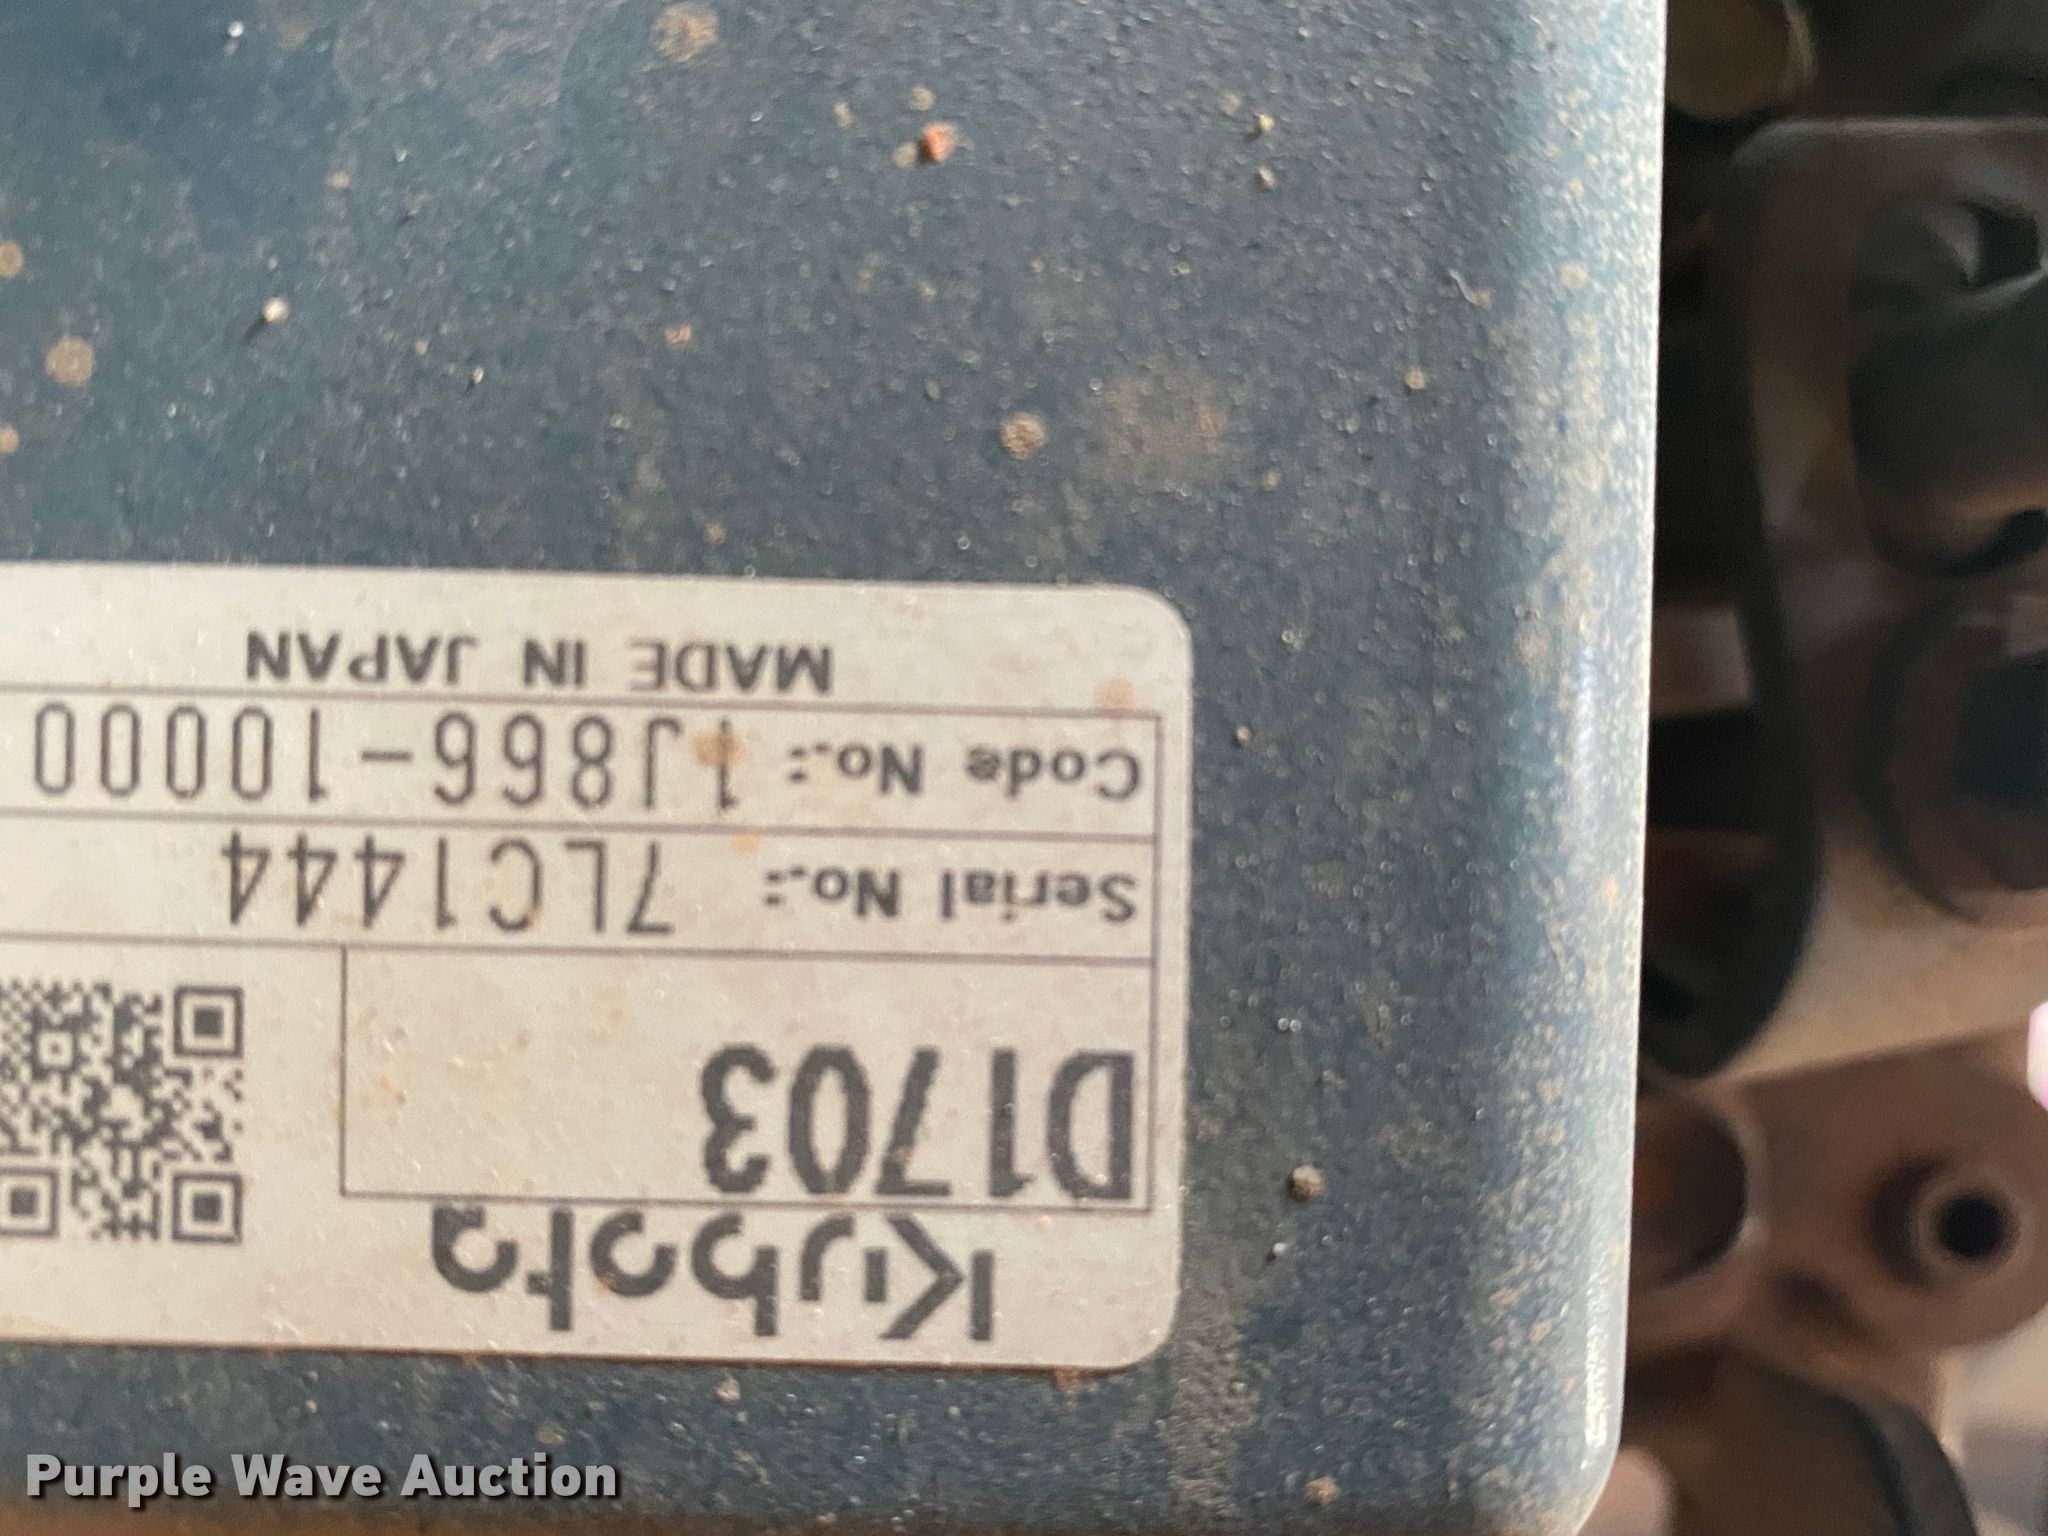 Kubota
D1703
Serial No.: 7LC1444
Code No.: 1J866-10000
MADE IN JAPAN
Purple Wave Auction